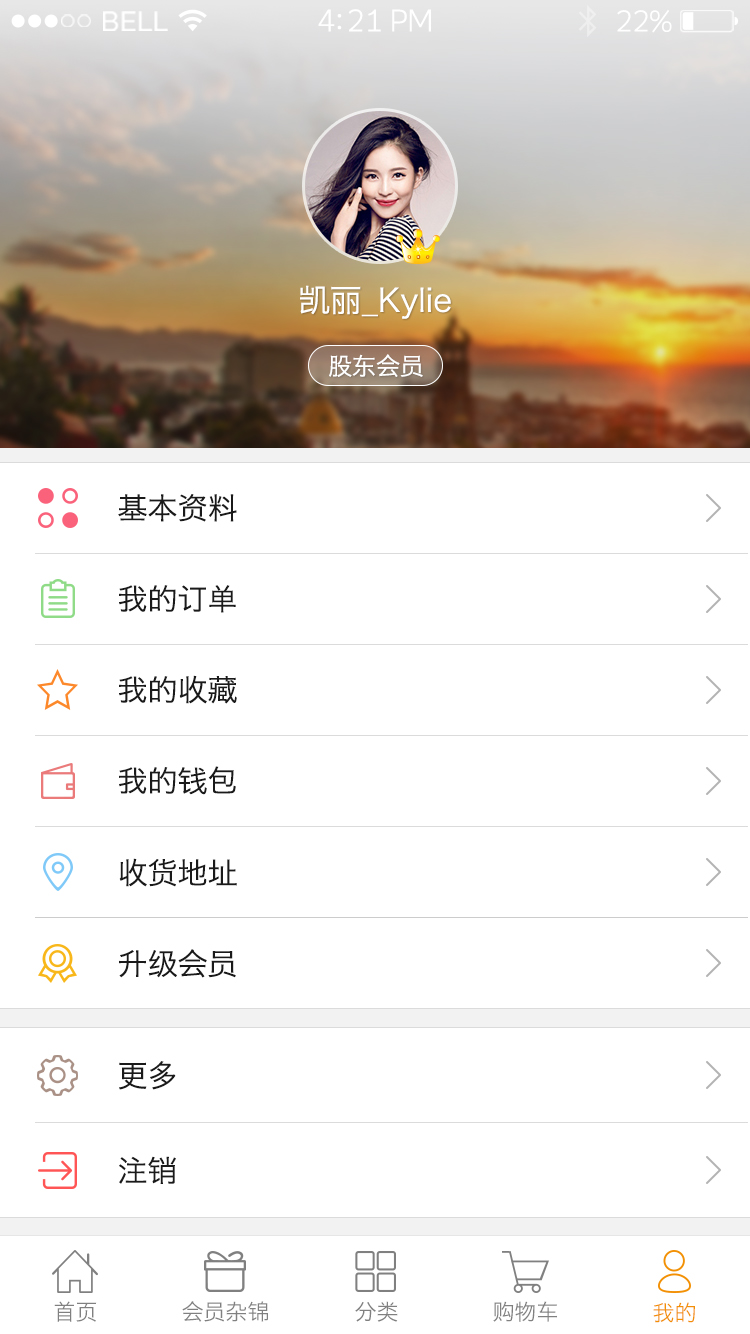 BELL 4:21 PM 22%
凯丽_Kylie
股东会员
基本资料
我的订单
我的收藏
我的钱包
收货地址
升级会员
更多
注销
首页 会员杂锦 分类 购物车 我的